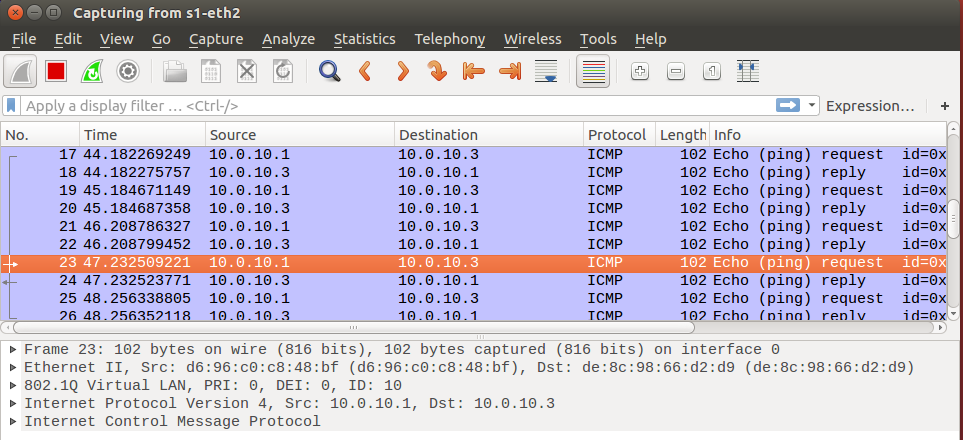 Capturing from s1-eth2
File Edit View Go Capture Analyze Statistics Telephony Wireless Tools Help
Apply a display filter ... <Ctrl-/> Expression... +
No. Time Source Destination Protocol Length Info
17 44.182269249 10.0.10.1 10.0.10.3 ICMP 102 Echo (ping) request id=0x
18 44.182275757 10.0.10.3 10.0.10.1 ICMP 102 Echo (ping) reply id=0x
19 45.184671149 10.0.10.1 10.0.10.3 ICMP 102 Echo (ping) request id=0x
20 45.184687358 10.0.10.3 10.0.10.1 ICMP 102 Echo (ping) reply id=0x
21 46.208786327 10.0.10.1 10.0.10.3 ICMP 102 Echo (ping) request id=0x
22 46.208799452 10.0.10.3 10.0.10.1 ICMP 102 Echo (ping) reply id=0x
23 47.232509221 10.0.10.1 10.0.10.3 ICMP 102 Echo (ping) request id=0x
24 47.232523771 10.0.10.3 10.0.10.1 ICMP 102 Echo (ping) reply id=0x
25 48.256338805 10.0.10.1 10.0.10.3 ICMP 102 Echo (ping) request id=0x
26 48.256352118 10.0.10.3 10.0.10.1 ICMP 102 Echo (ping) reply id=0x
Frame 23: 102 bytes on wire (816 bits), 102 bytes captured (816 bits) on interface 0
Ethernet II, Src: d6:96:c0:c8:48:bf (d6:96:c0:c8:48:bf), Dst: de:8c:98:66:d2:d9 (de:8c:98:66:d2:d9)
802.1Q Virtual LAN, PRI: 0, DEI: 0, ID: 10
Internet Protocol Version 4, Src: 10.0.10.1, Dst: 10.0.10.3
Internet Control Message Protocol